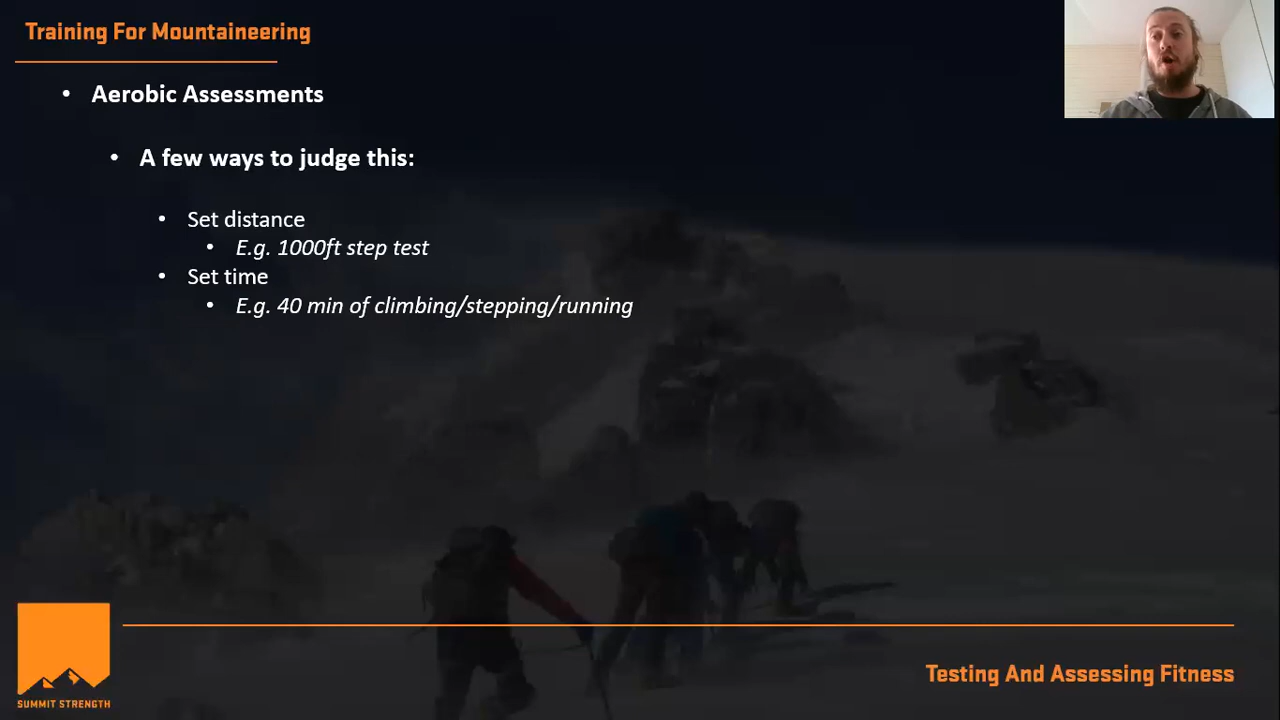 Training For Mountaineering
• Aerobic Assessments
• A few ways to judge this:
• Set distance
• E.g. 1000ft step test
• Set time
• E.g. 40 min of climbing/stepping/running
SUMMIT STRENGTH
Testing And Assessing Fitness